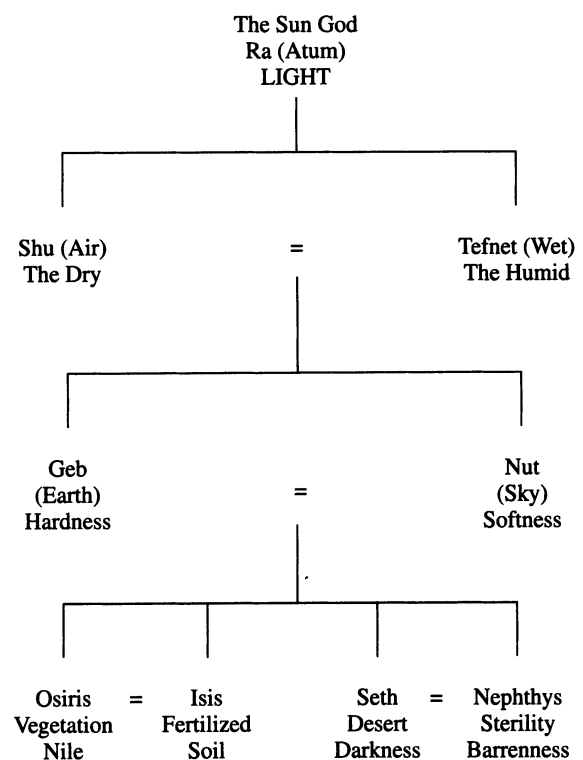 The Sun God
Ra (Atum)
LIGHT
Shu (Air) = Tefnet (Wet)
The Dry The Humid
Geb Nut
(Earth) = (Sky)
Hardness Softness
Osiris = Isis Seth = Nephthys
Vegetation Fertilized Desert Sterility
Nile Soil Darkness Barrenness